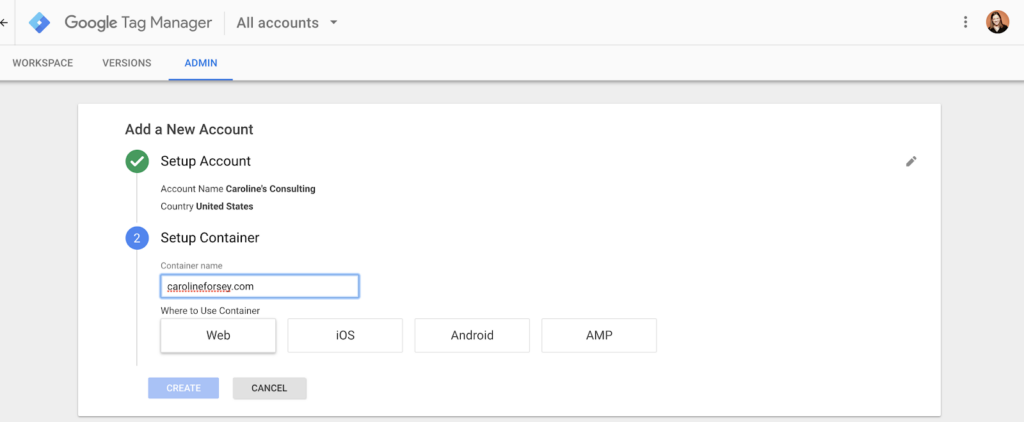 Google Tag Manager All accounts
WORKSPACE VERSIONS ADMIN
Add a New Account
Setup Account
Account Name Caroline's Consulting
Country United States
2 Setup Container
Container name
carolineforsey.com
Where to Use Container
Web iOS Android AMP
CREATE CANCEL